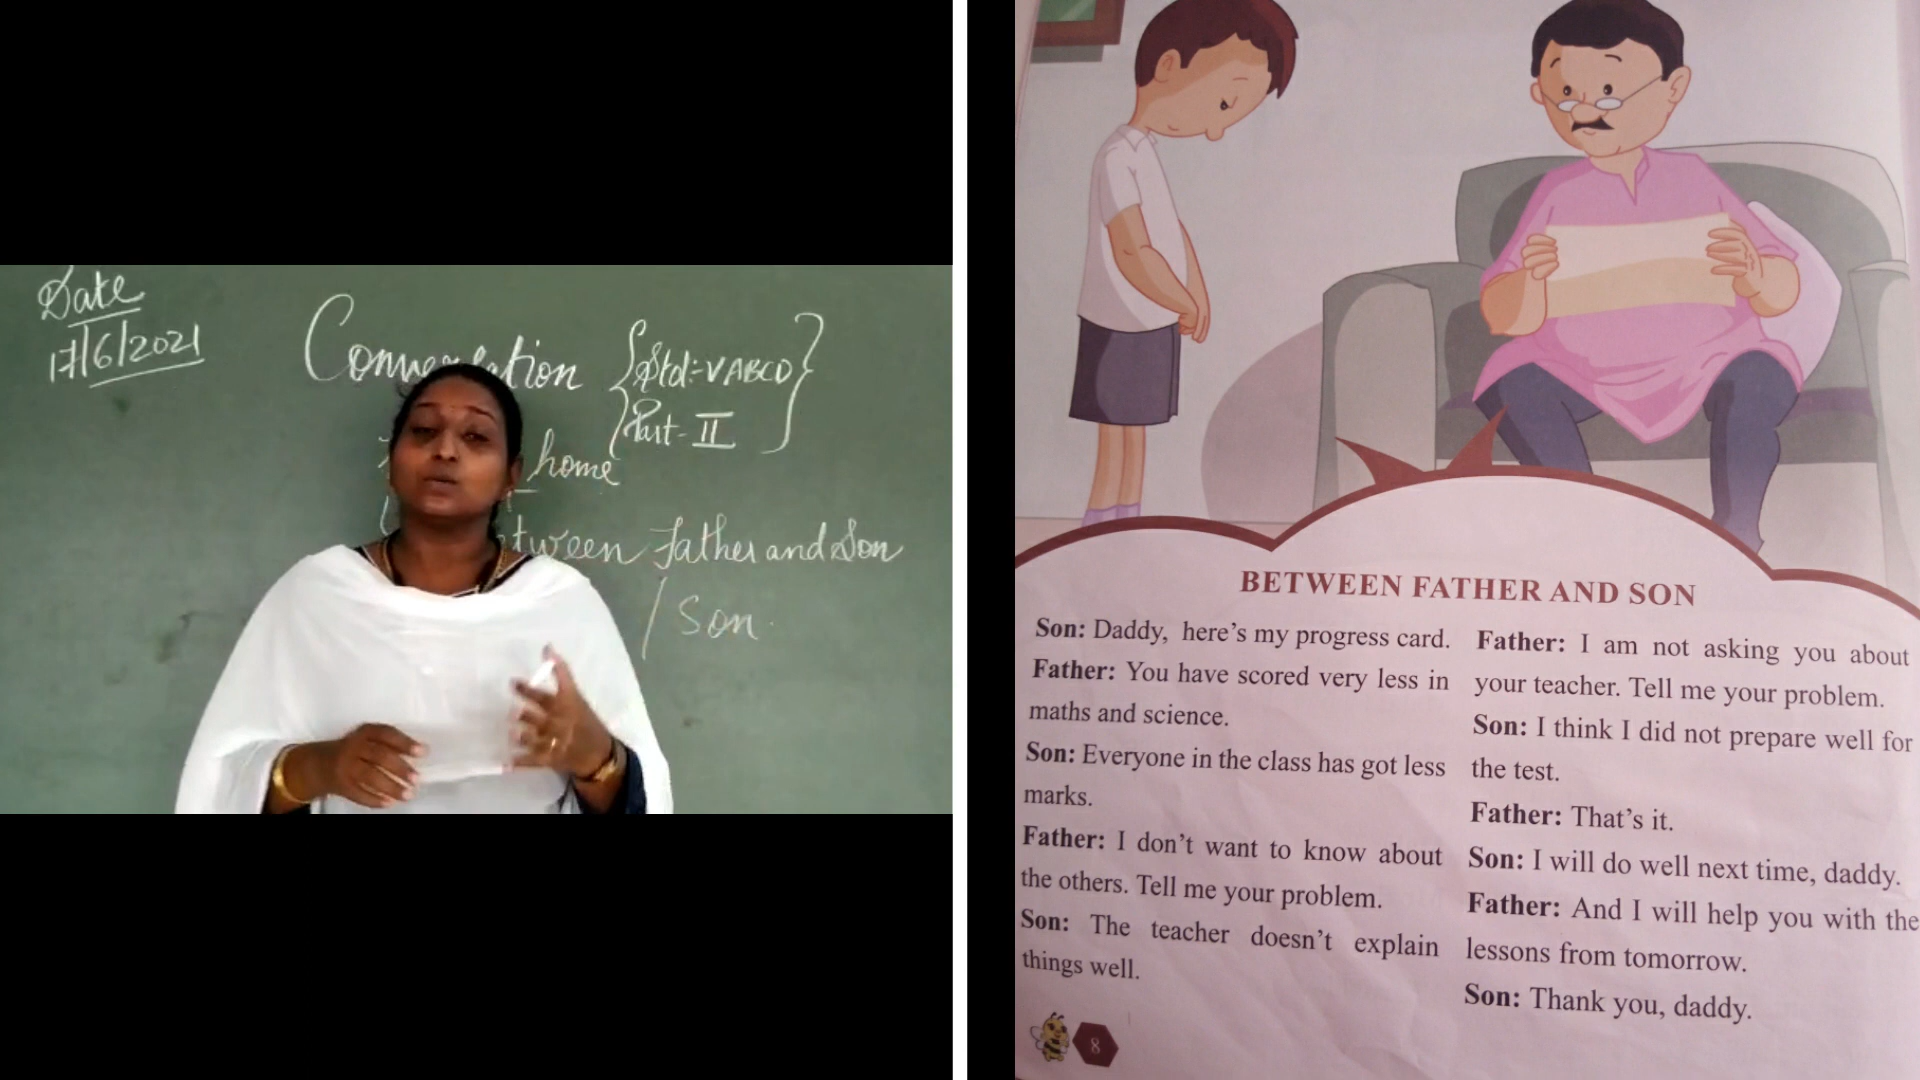 Date
17/6/2021
Conversation
Std:- V ABCD
Part - II
home
between Father and Son
/ Son.
BETWEEN FATHER AND SON
Son: Daddy, here's my progress card.
Father: You have scored very less in
maths and science.
Son: Everyone in the class has got less
marks.
Father: I don't want to know about
the others. Tell me your problem.
Son: The teacher doesn't explain
things well.
Father: I am not asking you about
your teacher. Tell me your problem.
Son: I think I did not prepare well for
the test.
Father: That's it.
Son: I will do well next time, daddy.
Father: And I will help you with the
lessons from tomorrow.
Son: Thank you, daddy.
8